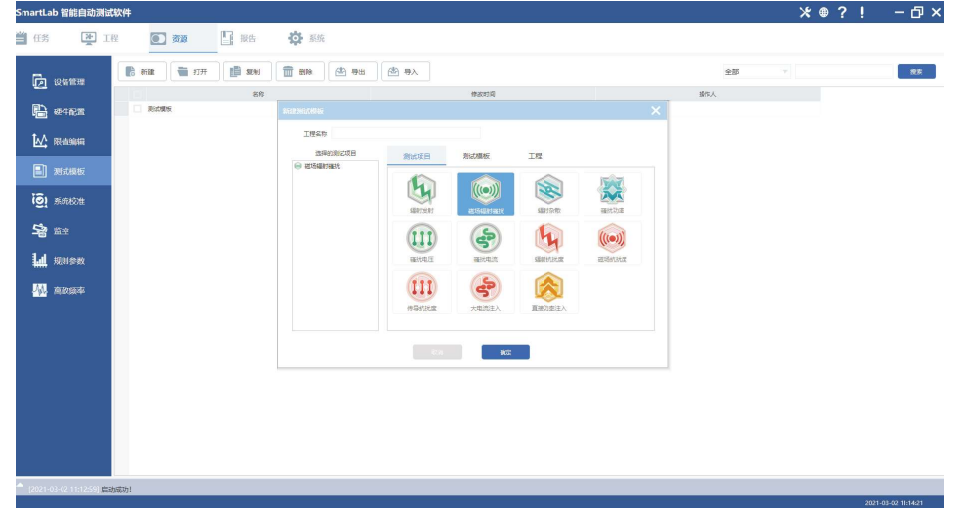 SmartLab 智能自动测试软件
任务 工程 资源 报告 系统
新建 打开 复制 删除 导出 导入 全部 搜索
名称 修改时间 操作人
测试模板
设备管理
硬件配置
限值编辑
测试模板
系统校准
监空
规则参数
离散频率
新建测试模板
工程名称
选择的测试项目
磁场辐射骚扰
测试项目 测试模板 工程
辐射发射 磁场辐射骚扰 辐射杂散 骚扰功率
骚扰电压 骚扰电流 辐射抗扰度 磁场抗扰度
传导抗扰度 大电流注入 直接功率注入
取消 确定
[2021-03-02 11:12:59] 启动成功!
2021-03-02 11:14:21